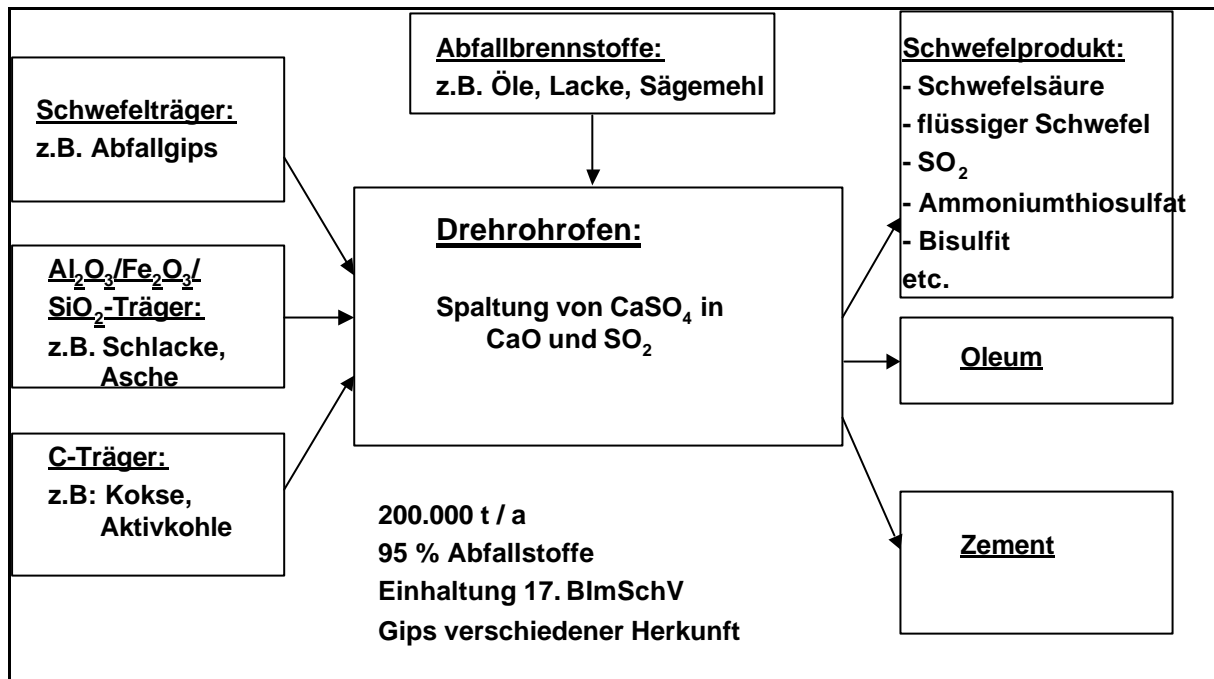 Schwefelträger:
z.B. Abfallgips
Al₂O₃/Fe₂O₃/
SiO₂-Träger:
z.B. Schlacke,
Asche
C-Träger:
z.B: Kokse,
Aktivkohle
Abfallbrennstoffe:
z.B. Öle, Lacke, Sägemehl
Drehrohrofen:
Spaltung von CaSO₄ in
CaO und SO₂
200.000 t / a
95 % Abfallstoffe
Einhaltung 17. BImSchV
Gips verschiedener Herkunft
Schwefelprodukt:
- Schwefelsäure
- flüssiger Schwefel
- SO₂
- Ammoniumthiosulfat
- Bisulfit
etc.
Oleum
Zement